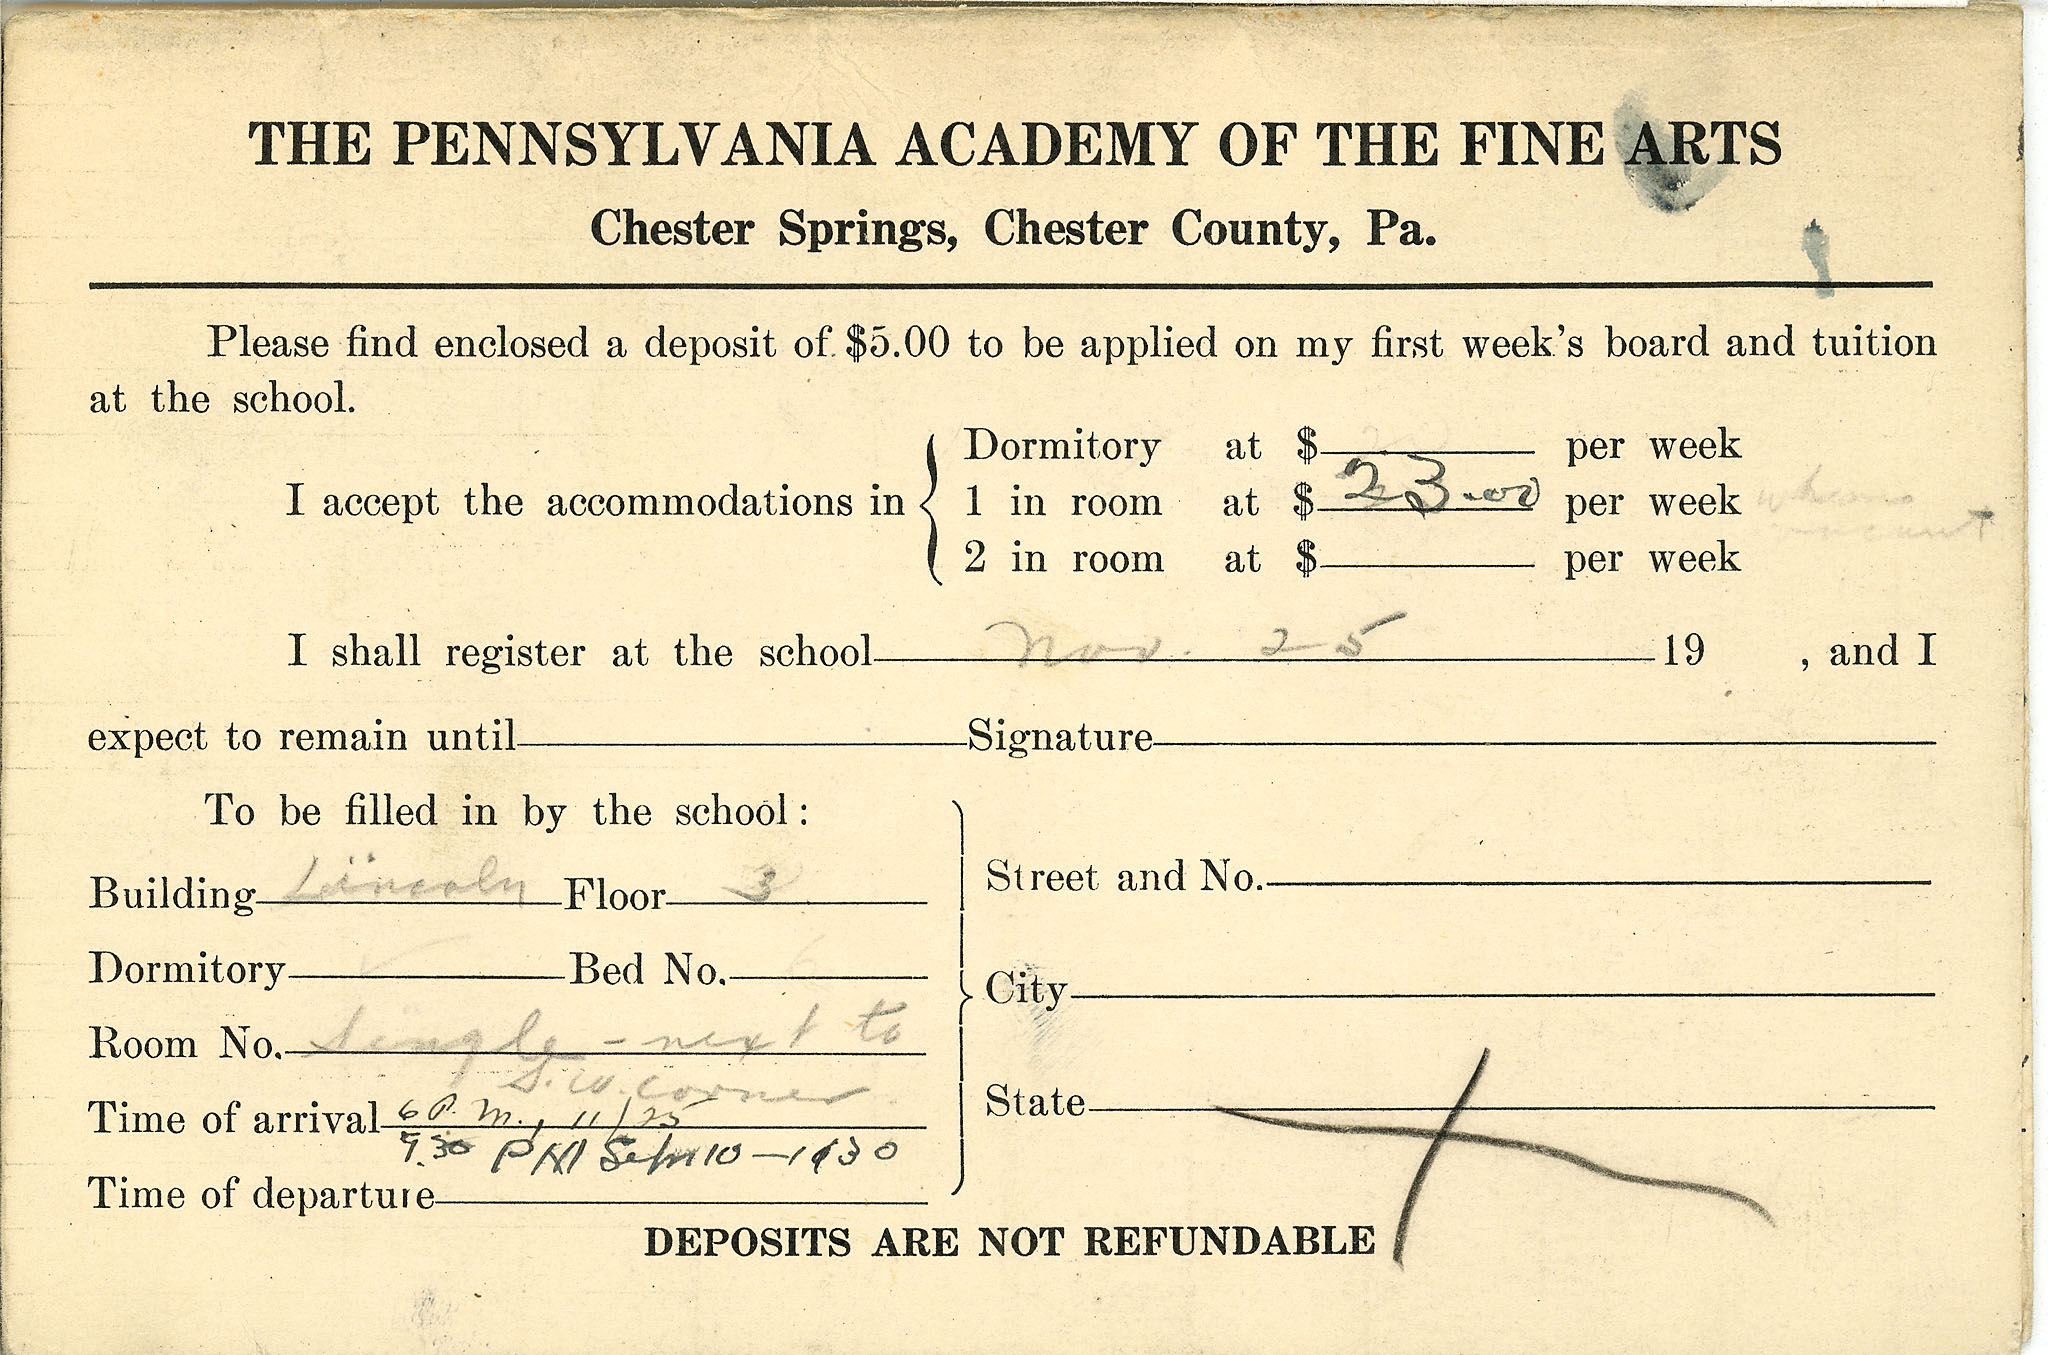 THE PENNSYLVANIA ACADEMY OF THE FINE ARTS
Chester Springs, Chester County, Pa.
Please find enclosed a deposit of $5.00 to be applied on my first week's board and tuition
at the school.
Dormitory at $ per week
I accept the accommodations in { 1 in room at $ 23.00 per week when
vacant
2 in room at $ per week
I shall register at the school Nov. 25 19 , and I
expect to remain until Signature
To be filled in by the school:
Building Lincoln Floor 3
Street and No.
Dormitory Bed No.
City
Room No. Single - next to
S.W. corner
State
Time of arrival 6 P.M., 11/25
7.30 PM Sept 10 - 1930
Time of departure
DEPOSITS ARE NOT REFUNDABLE